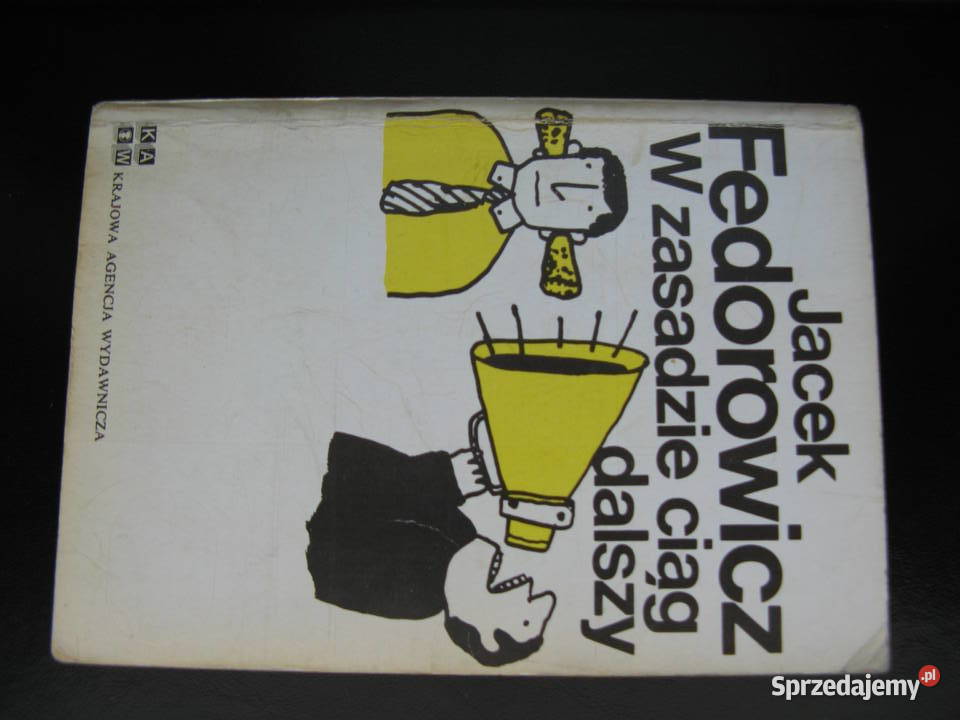 Jacek
Fedorowicz
w zasadzie ciąg
dalszy
KA
W
KRAJOWA AGENCJA WYDAWNICZA
Sprzedajemy.pl